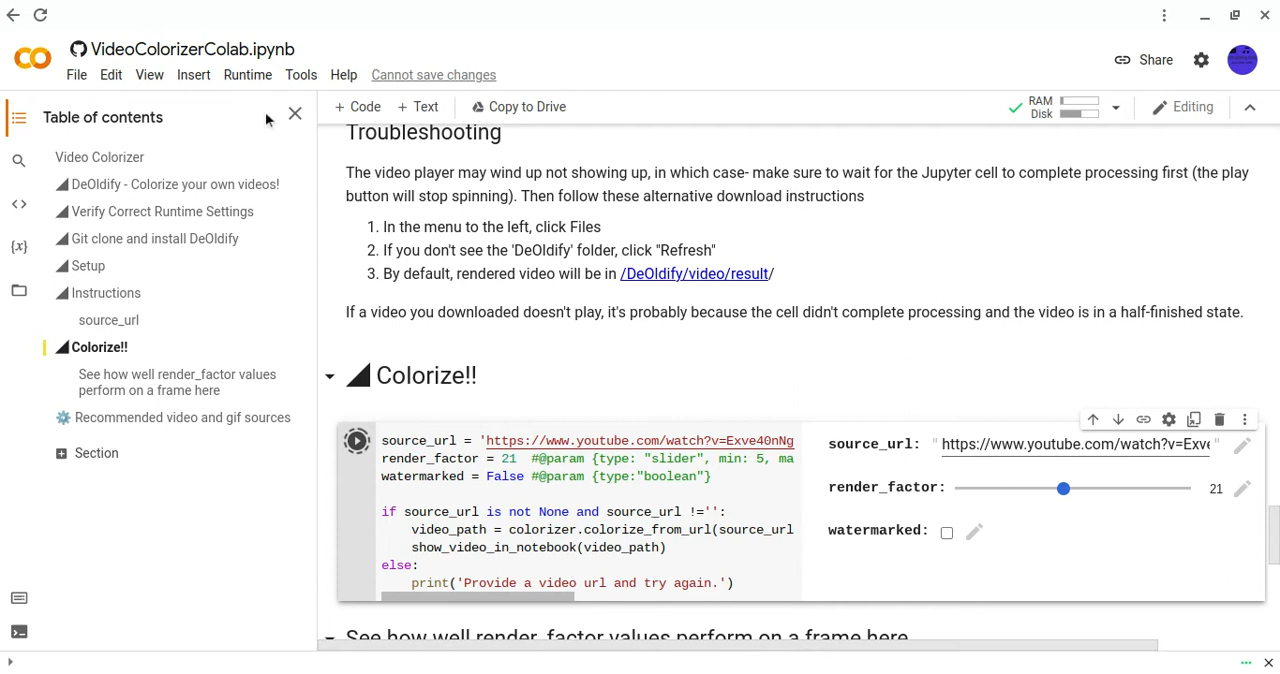 VideoColorizerColab.ipynb
File Edit View Insert Runtime Tools Help Cannot save changes
Share
Table of contents
+ Code + Text Copy to Drive
RAM
Disk
Editing
Video Colorizer
DeOldify - Colorize your own videos!
Verify Correct Runtime Settings
Git clone and install DeOldify
Setup
Instructions
source_url
Colorize!!
See how well render_factor values
perform on a frame here
Recommended video and gif sources
Section
Troubleshooting
The video player may wind up not showing up, in which case- make sure to wait for the Jupyter cell to complete processing first (the play
button will stop spinning). Then follow these alternative download instructions
1. In the menu to the left, click Files
2. If you don't see the 'DeOldify' folder, click "Refresh"
3. By default, rendered video will be in /DeOldify/video/result/
If a video you downloaded doesn't play, it's probably because the cell didn't complete processing and the video is in a half-finished state.
Colorize!!
source_url = 'https://www.youtube.com/watch?v=Exve40nNg
render_factor = 21 #@param {type: "slider", min: 5, ma
watermarked = False #@param {type:"boolean"}
if source_url is not None and source_url !='':
video_path = colorizer.colorize_from_url(source_url
show_video_in_notebook(video_path)
else:
print('Provide a video url and try again.')
source_url: "https://www.youtube.com/watch?v=Exve"
render_factor: 21
watermarked:
See how well render_factor values perform on a frame here